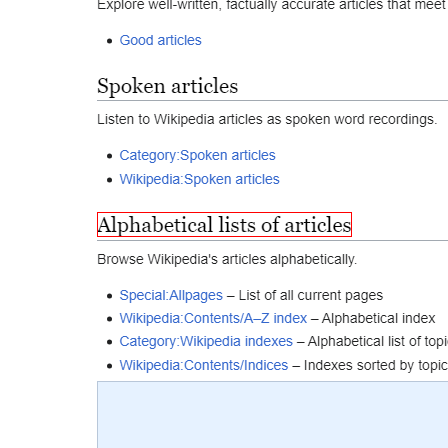 Explore well-written, factually accurate articles that meet
Good articles
Spoken articles
Listen to Wikipedia articles as spoken word recordings.
Category:Spoken articles
Wikipedia:Spoken articles
Alphabetical lists of articles
Browse Wikipedia's articles alphabetically.
Special:Allpages – List of all current pages
Wikipedia:Contents/A–Z index – Alphabetical index
Category:Wikipedia indexes – Alphabetical list of topi
Wikipedia:Contents/Indices – Indexes sorted by topic